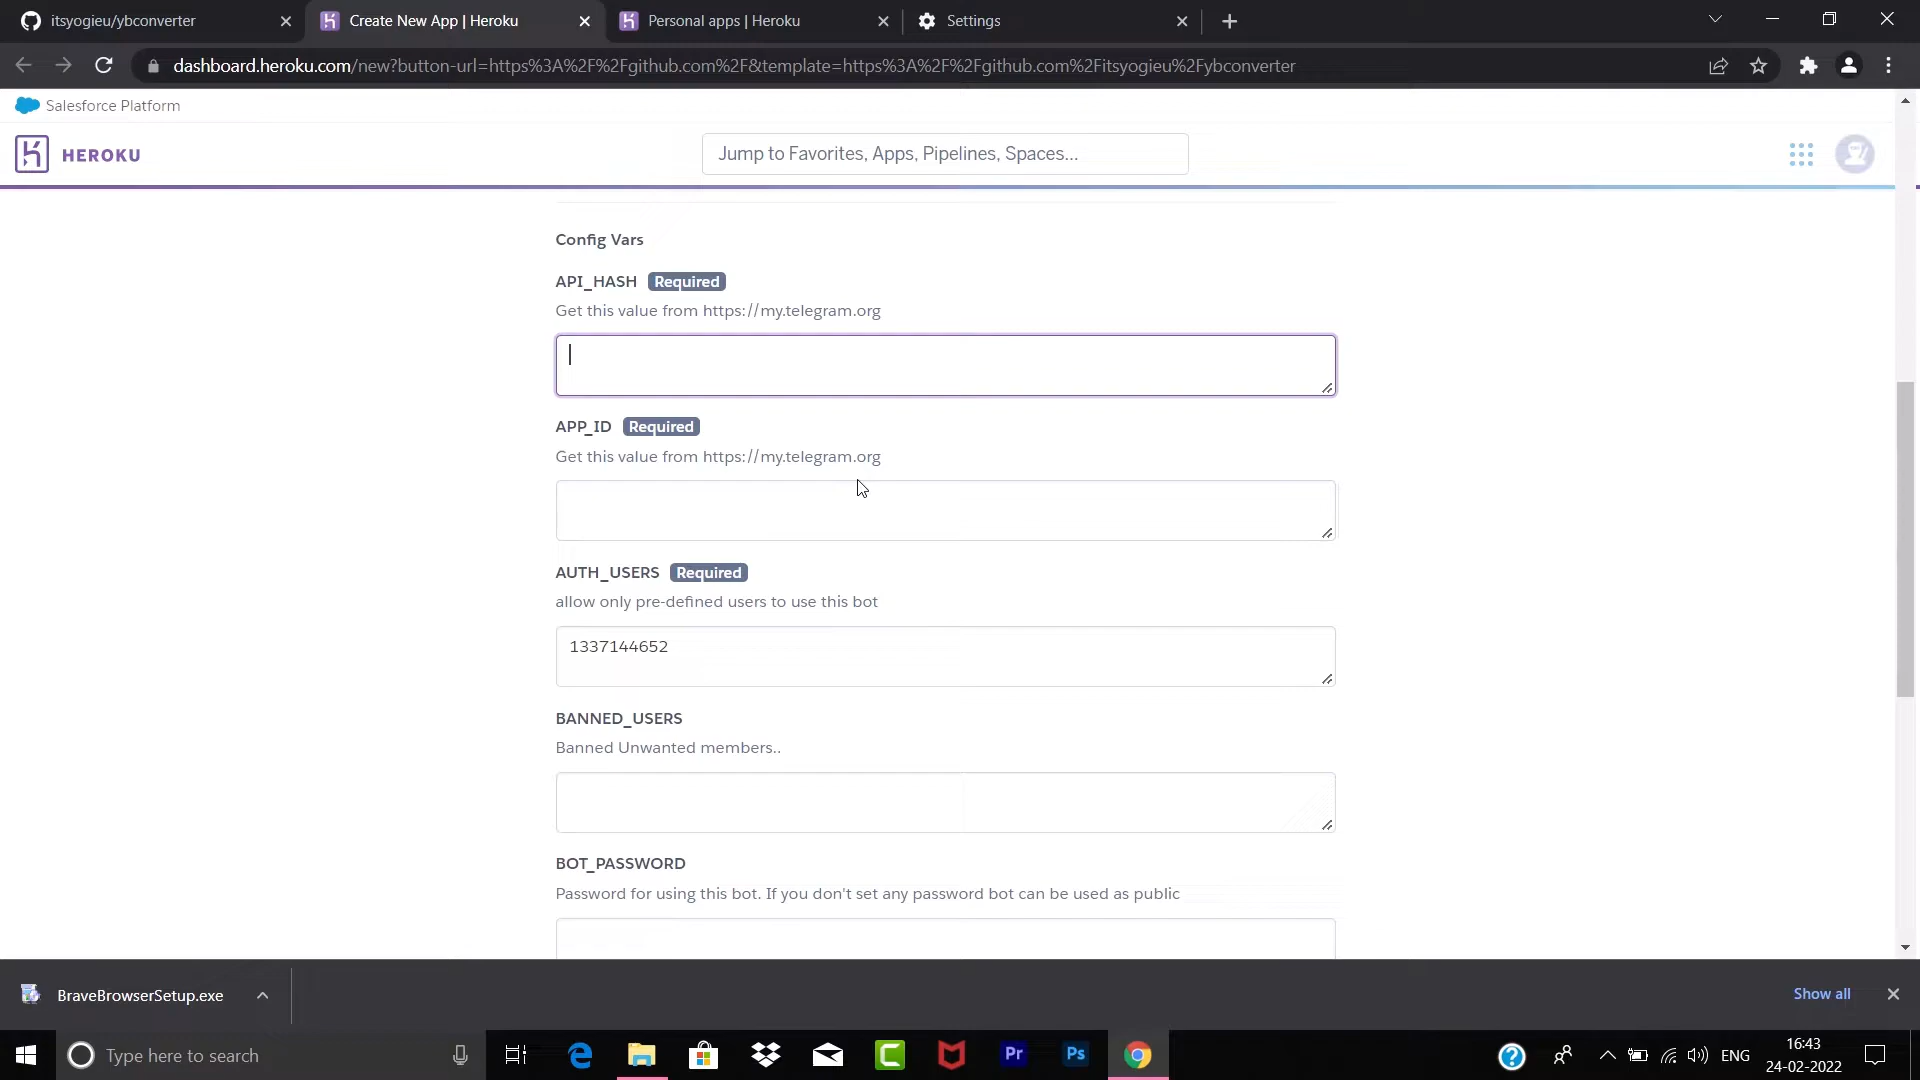 itsyogieu/ybconverter
Create New App | Heroku
Personal apps | Heroku
Settings
dashboard.heroku.com/new?button-url=https%3A%2F%2Fgithub.com%2F&template=https%3A%2F%2Fgithub.com%2Fitsyogieu%2Fybconverter
Salesforce Platform
HEROKU
Jump to Favorites, Apps, Pipelines, Spaces...
Config Vars
API_HASH Required
Get this value from https://my.telegram.org
APP_ID Required
Get this value from https://my.telegram.org
AUTH_USERS Required
allow only pre-defined users to use this bot
1337144652
BANNED_USERS
Banned Unwanted members..
BOT_PASSWORD
Password for using this bot. If you don't set any password bot can be used as public
BraveBrowserSetup.exe
Show all
Type here to search
Pr
Ps
ENG
16:43
24-02-2022